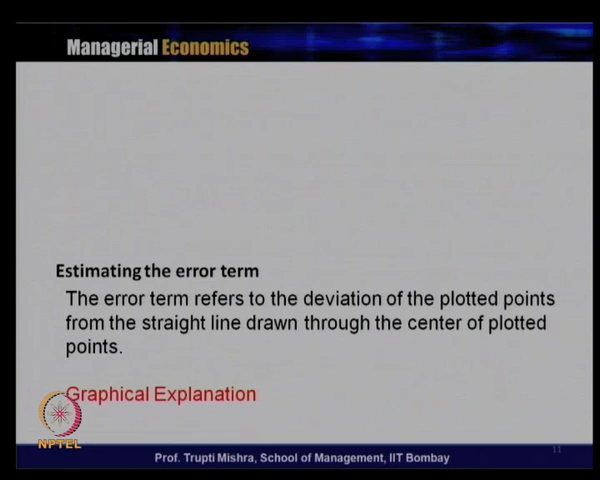 Managerial Economics
Estimating the error term
The error term refers to the deviation of the plotted points
from the straight line drawn through the center of plotted
points.
Graphical Explanation
NPTEL
11
Prof. Trupti Mishra, School of Management, IIT Bombay